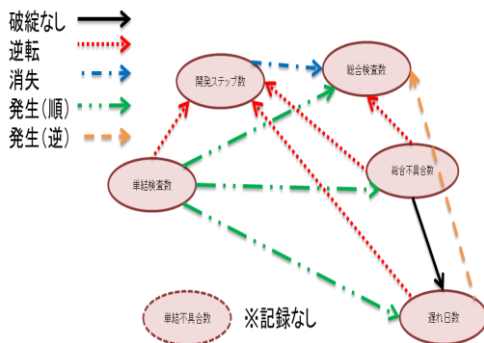 破綻なし
逆転
消失
発生(順)
発生(逆)
開発ステップ数
総合検査数
単結検査数
総合不具合数
遅れ日数
単結不具合数
※記録なし